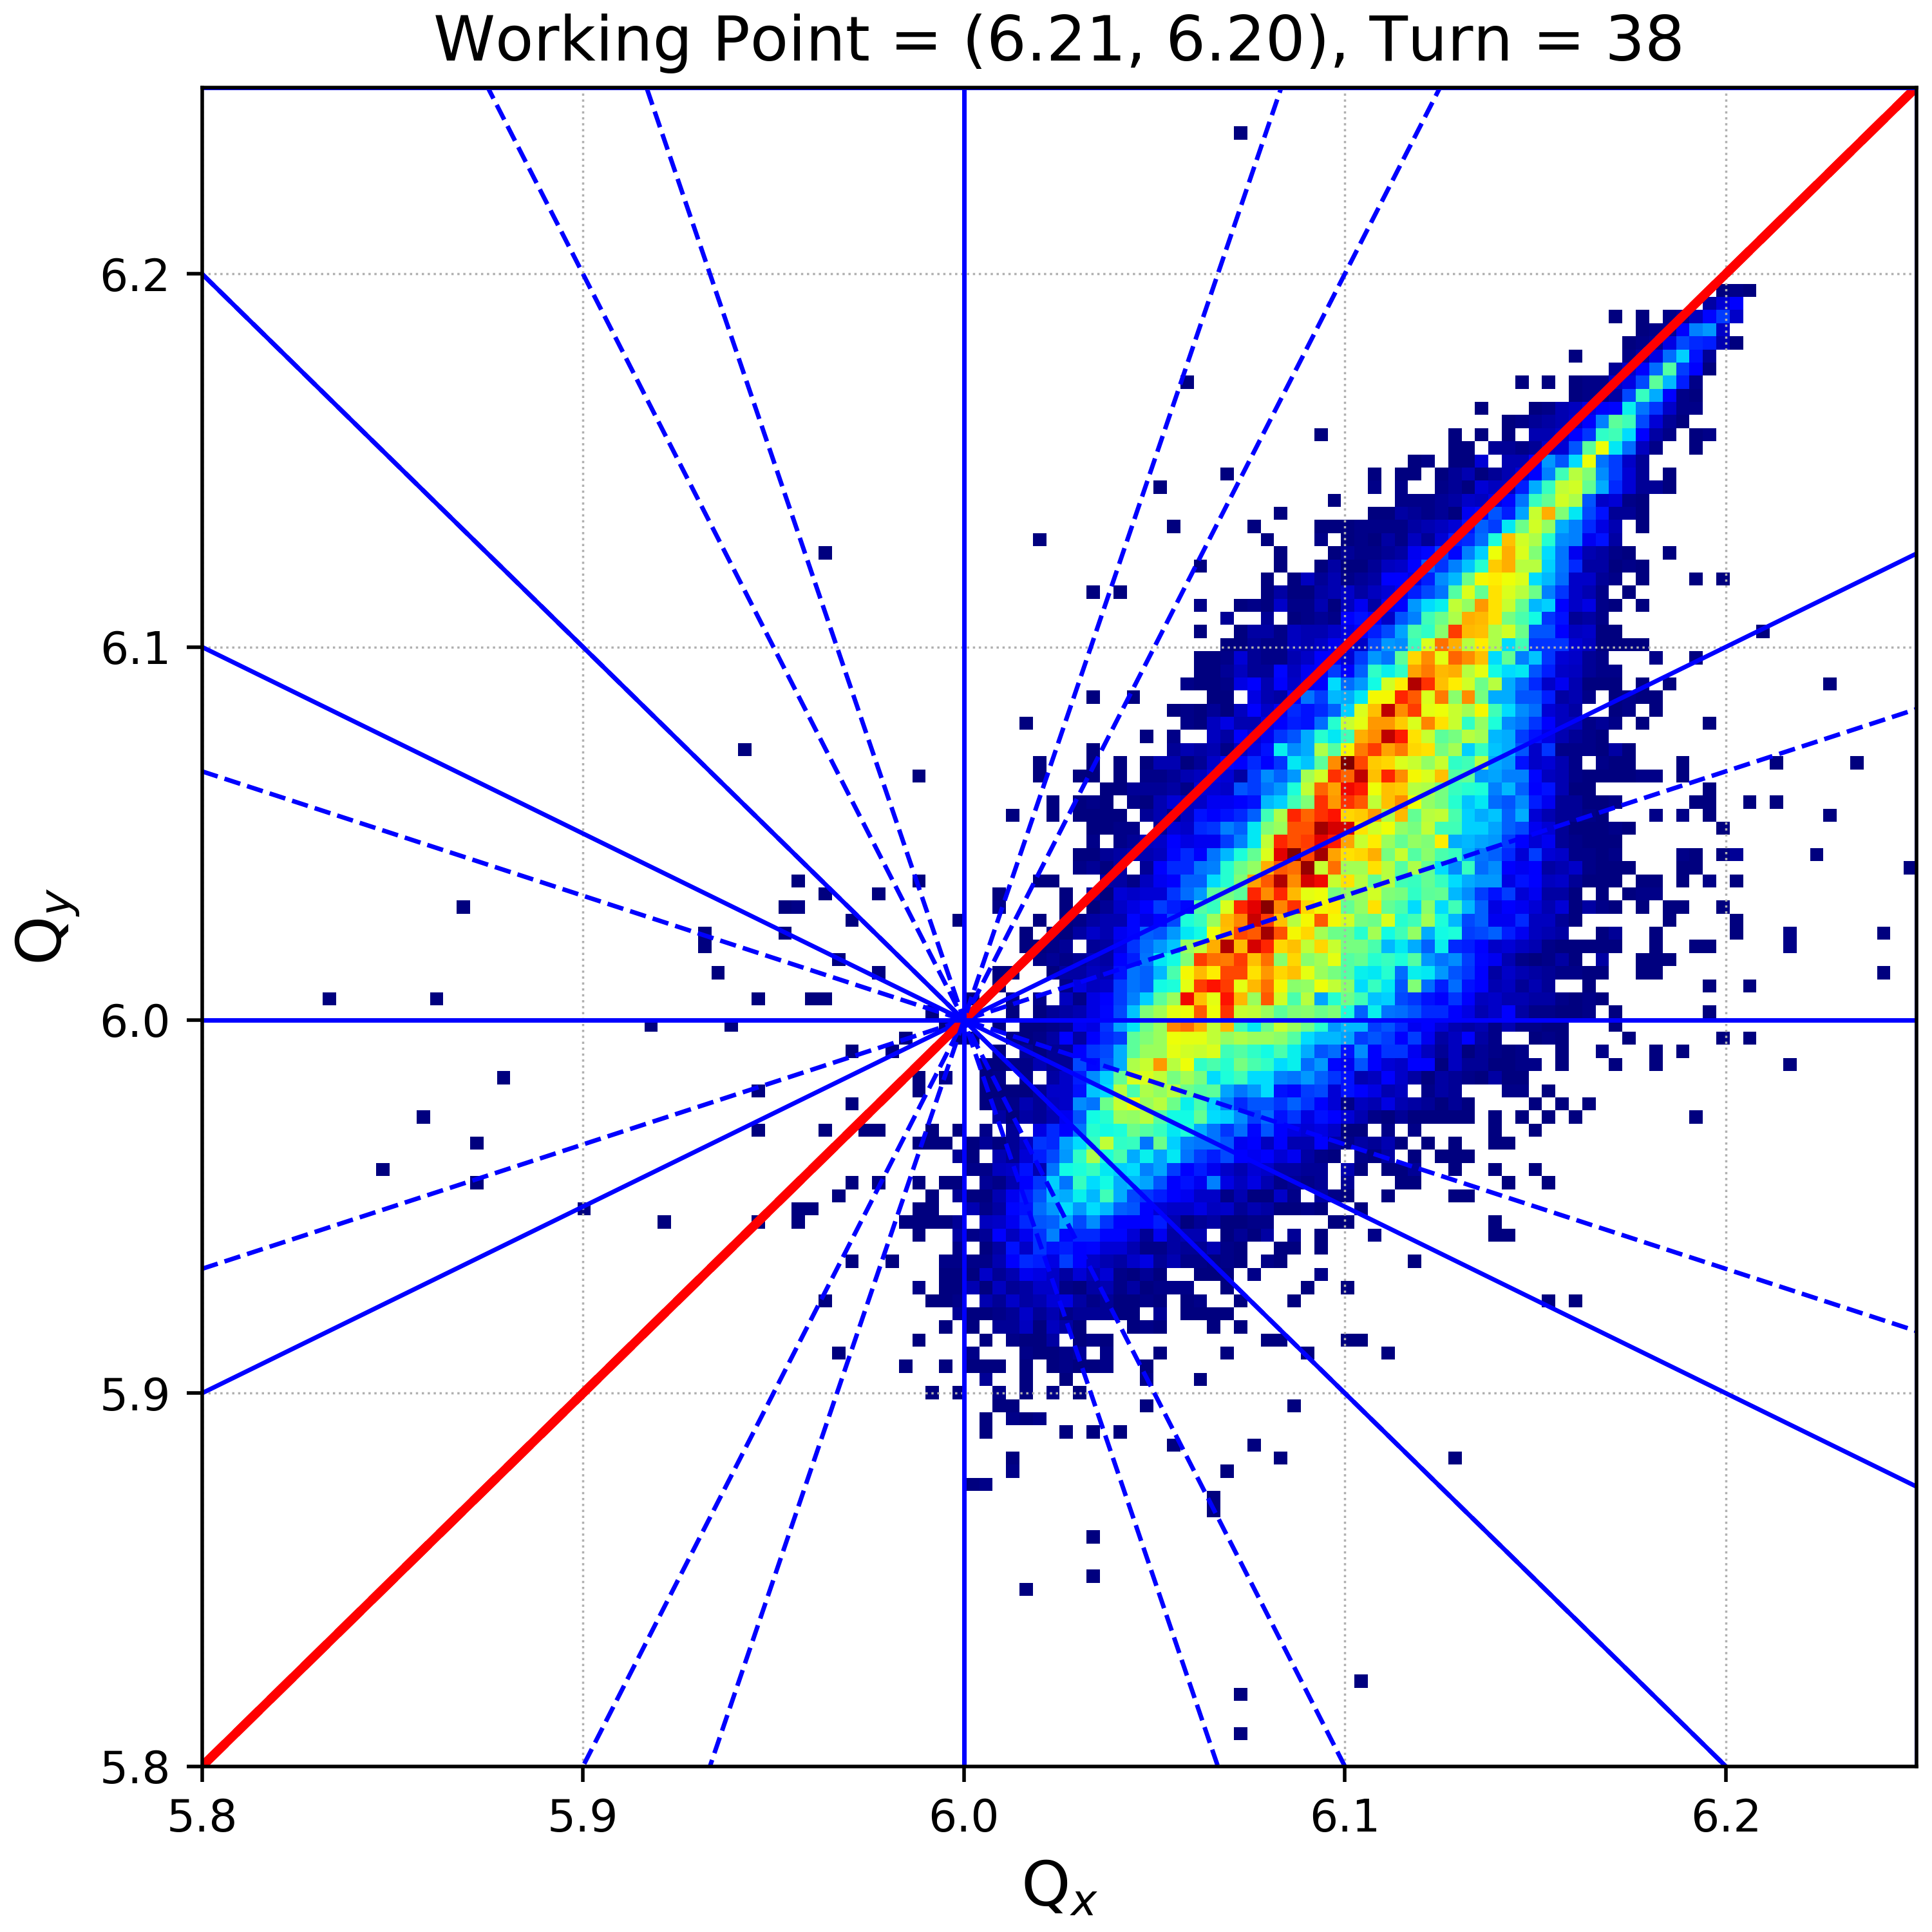 Working Point = (6.21, 6.20), Turn = 38
6.2
6.1
6.0
5.9
5.8
Qy
5.8 5.9 6.0 6.1 6.2
Qx